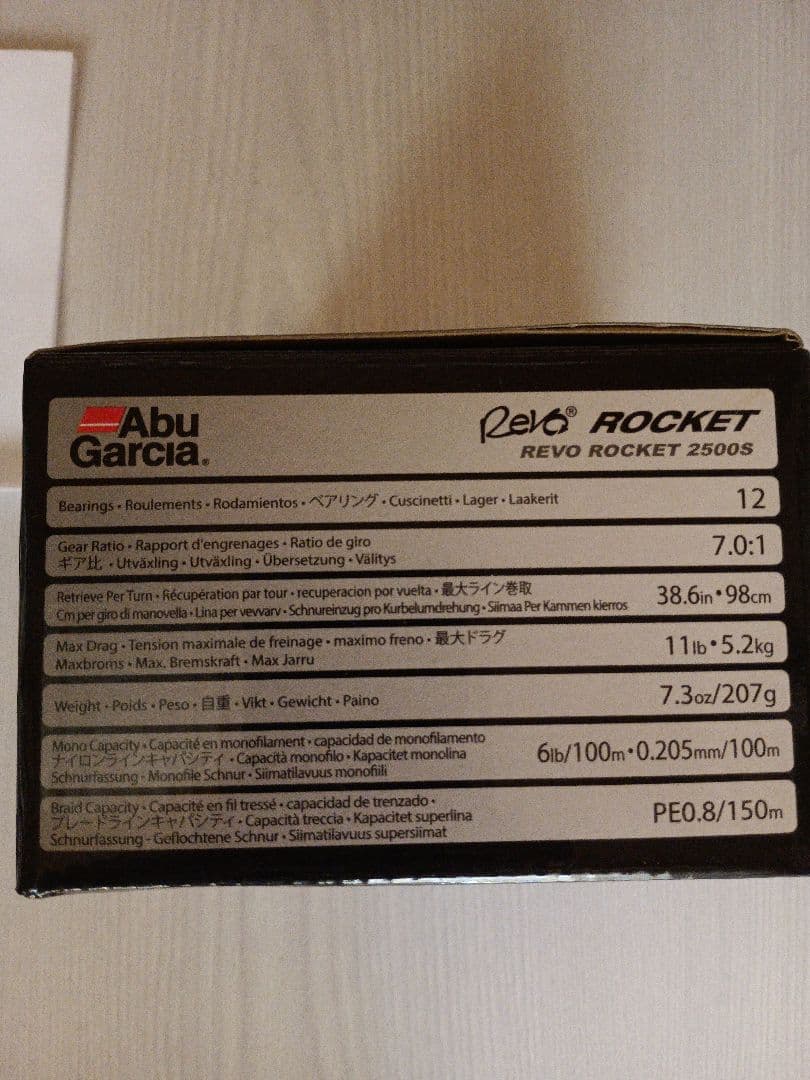 Abu Garcia®
Revo® ROCKET
REVO ROCKET 2500S
Bearings • Roulements • Rodamientos • ベアリング • Cuscinetti • Lager • Laakerit
12
Gear Ratio • Rapport d'engrenages • Ratio de giro
ギア比 • Utväxling • Utväxling • Übersetzung • Välitys
7.0:1
Retrieve Per Turn • Récupération par tour • recuperacion por vuelta • 最大ライン巻取
Cm per giro di manovella • Lina per vevvarv • Schnureinzug pro Kurbelumdrehung • Siimaa Per Kammen kierros
38.6in • 98cm
Max Drag • Tension maximale de freinage • maximo freno • 最大ドラグ
Maxbroms • Max. Bremskraft • Max Jarru
11lb • 5.2kg
Weight • Poids • Peso • 自重 • Vikt • Gewicht • Paino
7.3oz/207g
Mono Capacity • Capacité en monofilament • capacidad de monofilamento
ナイロンラインキャパシティ • Capacità monofilo • Kapacitet monolina
Schnurfassung - Monofile Schnur • Siimatilavuus monofiili
6lb/100m • 0.205mm/100m
Braid Capacity • Capacité en fil tressé • capacidad de trenzado •
ブレードラインキャパシティ • Capacità treccia • Kapacitet superlina
Schnurfassung - Geflochtene Schnur • Siimatilavuus supersiimat
PE0.8/150m